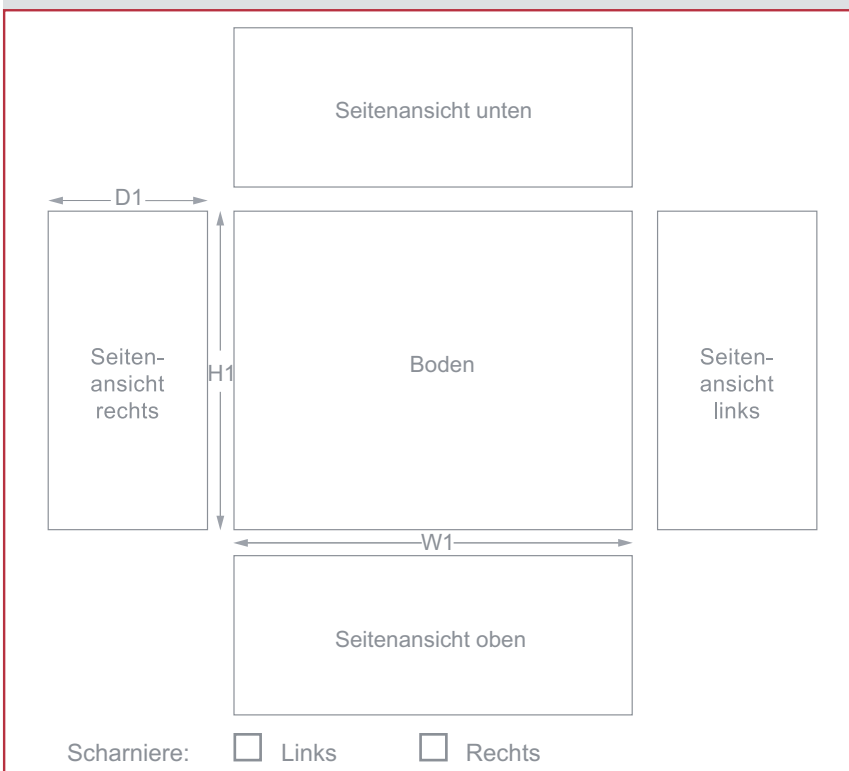 Seitenansicht unten
D1
Seiten-
ansicht
rechts
H1
Boden
Seiten-
ansicht
links
W1
Seitenansicht oben
Scharniere: Links Rechts